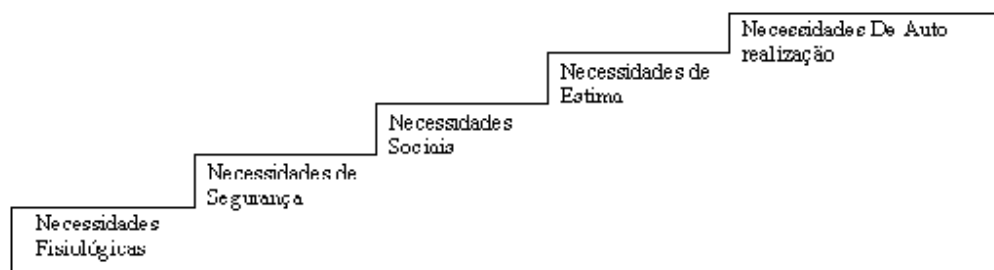 Necessidades De Auto
realização
Necessidades de
Estima
Necessidades
Sociais
Necessidades de
Segurança
Necessidades
Fisiológicas